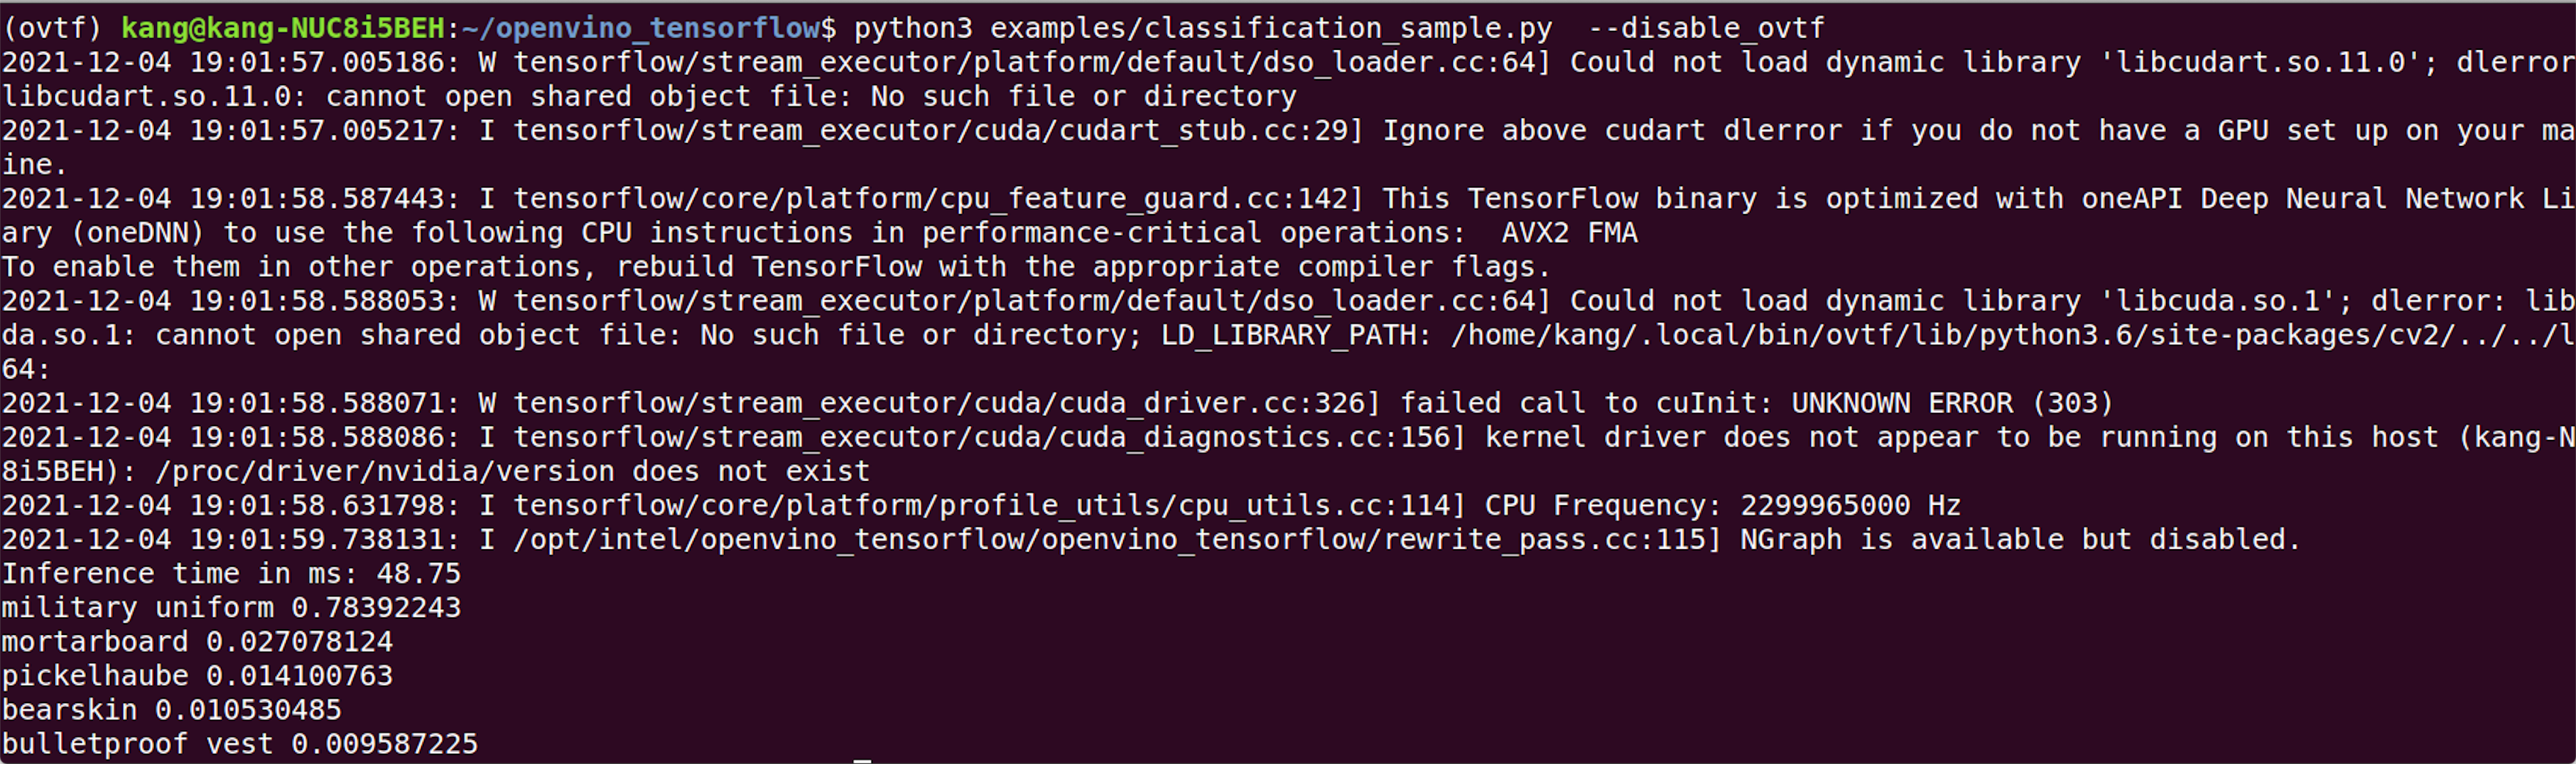 (ovtf) kang@kang-NUC8i5BEH:~/openvino_tensorflow$ python3 examples/classification_sample.py  --disable_ovtf
2021-12-04 19:01:57.005186: W tensorflow/stream_executor/platform/default/dso_loader.cc:64] Could not load dynamic library 'libcudart.so.11.0'; dlerror
libcudart.so.11.0: cannot open shared object file: No such file or directory
2021-12-04 19:01:57.005217: I tensorflow/stream_executor/cuda/cudart_stub.cc:29] Ignore above cudart dlerror if you do not have a GPU set up on your ma
ine.
2021-12-04 19:01:58.587443: I tensorflow/core/platform/cpu_feature_guard.cc:142] This TensorFlow binary is optimized with oneAPI Deep Neural Network Li
ary (oneDNN) to use the following CPU instructions in performance-critical operations:  AVX2 FMA
To enable them in other operations, rebuild TensorFlow with the appropriate compiler flags.
2021-12-04 19:01:58.588053: W tensorflow/stream_executor/platform/default/dso_loader.cc:64] Could not load dynamic library 'libcuda.so.1'; dlerror: lib
da.so.1: cannot open shared object file: No such file or directory; LD_LIBRARY_PATH: /home/kang/.local/bin/ovtf/lib/python3.6/site-packages/cv2/../../l
64:
2021-12-04 19:01:58.588071: W tensorflow/stream_executor/cuda/cuda_driver.cc:326] failed call to cuInit: UNKNOWN ERROR (303)
2021-12-04 19:01:58.588086: I tensorflow/stream_executor/cuda/cuda_diagnostics.cc:156] kernel driver does not appear to be running on this host (kang-N
8i5BEH): /proc/driver/nvidia/version does not exist
2021-12-04 19:01:58.631798: I tensorflow/core/platform/profile_utils/cpu_utils.cc:114] CPU Frequency: 2299965000 Hz
2021-12-04 19:01:59.738131: I /opt/intel/openvino_tensorflow/openvino_tensorflow/rewrite_pass.cc:115] NGraph is available but disabled.
Inference time in ms: 48.75
military uniform 0.78392243
mortarboard 0.027078124
pickelhaube 0.014100763
bearskin 0.010530485
bulletproof vest 0.009587225